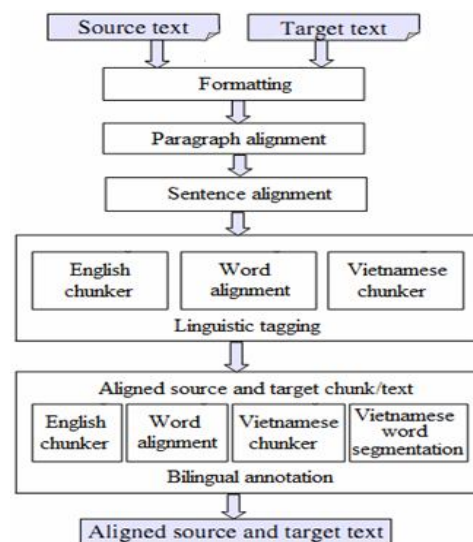 Source text
Target text
Formatting
Paragraph alignment
Sentence alignment
English
chunker
Word
alignment
Vietnamese
chunker
Linguistic tagging
Aligned source and target chunk/text
English
chunker
Word
alignment
Vietnamese
chunker
Vietnamese
word
segmentation
Bilingual annotation
Aligned source and target text